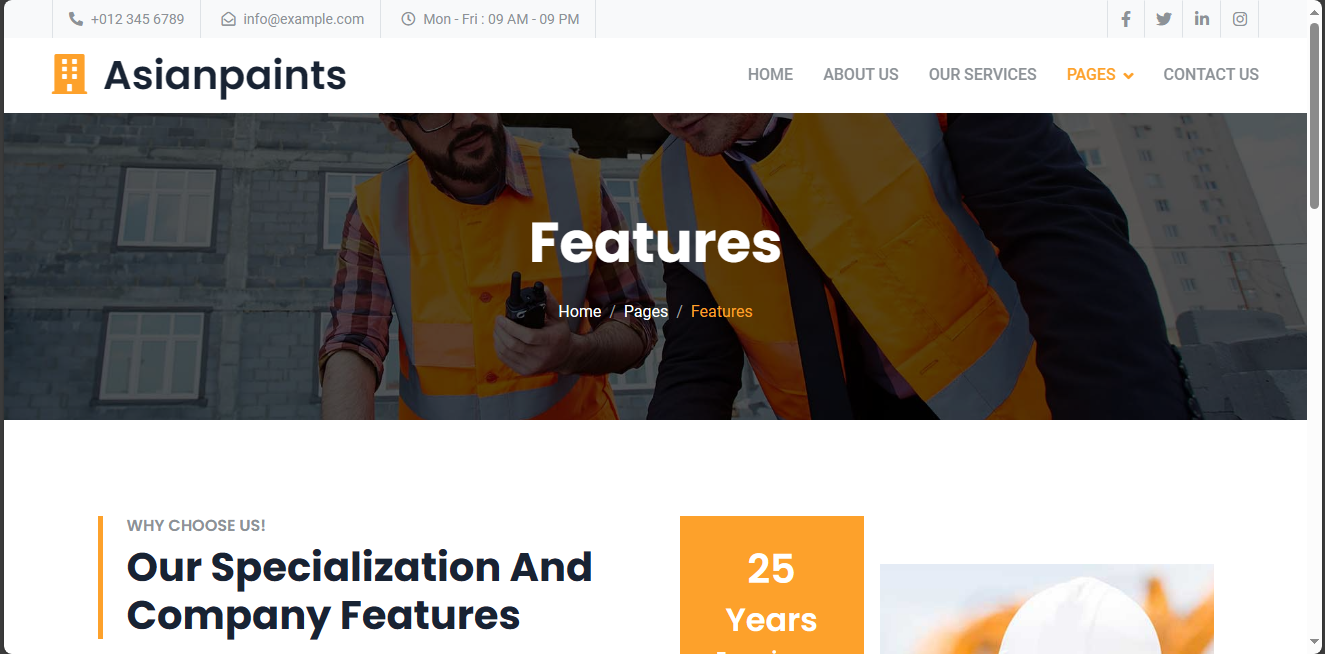 +012 345 6789
info@example.com
Mon - Fri : 09 AM - 09 PM
Asianpaints
HOME
ABOUT US
OUR SERVICES
PAGES
CONTACT US
Features
Home / Pages / Features
WHY CHOOSE US!
Our Specialization And
Company Features
25
Years